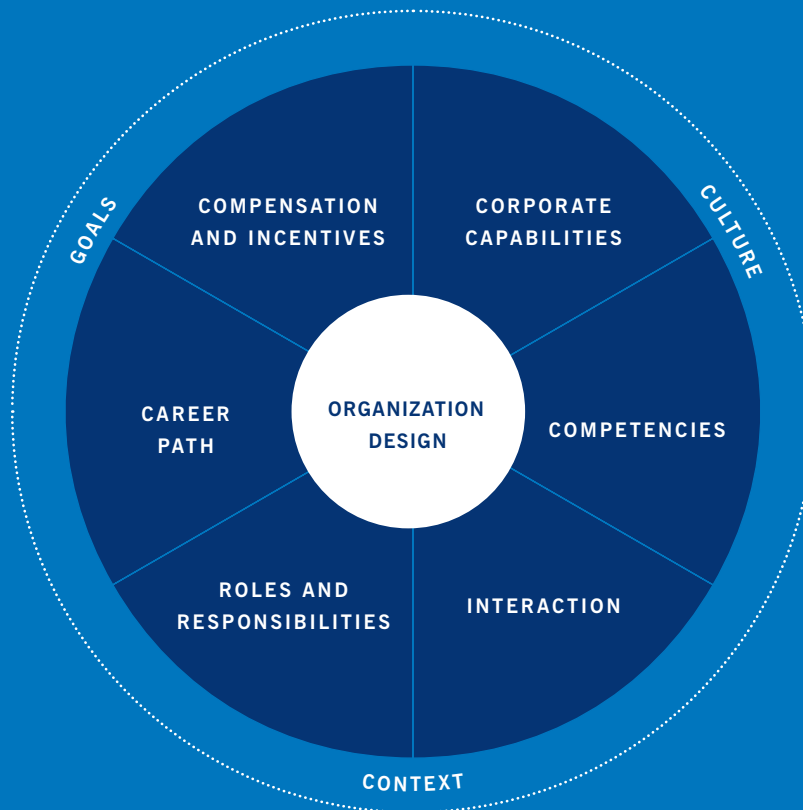 GOALS
CULTURE
COMPENSATION
AND INCENTIVES
CORPORATE
CAPABILITIES
CAREER
PATH
ORGANIZATION
DESIGN
COMPETENCIES
ROLES AND
RESPONSIBILITIES
INTERACTION
CONTEXT